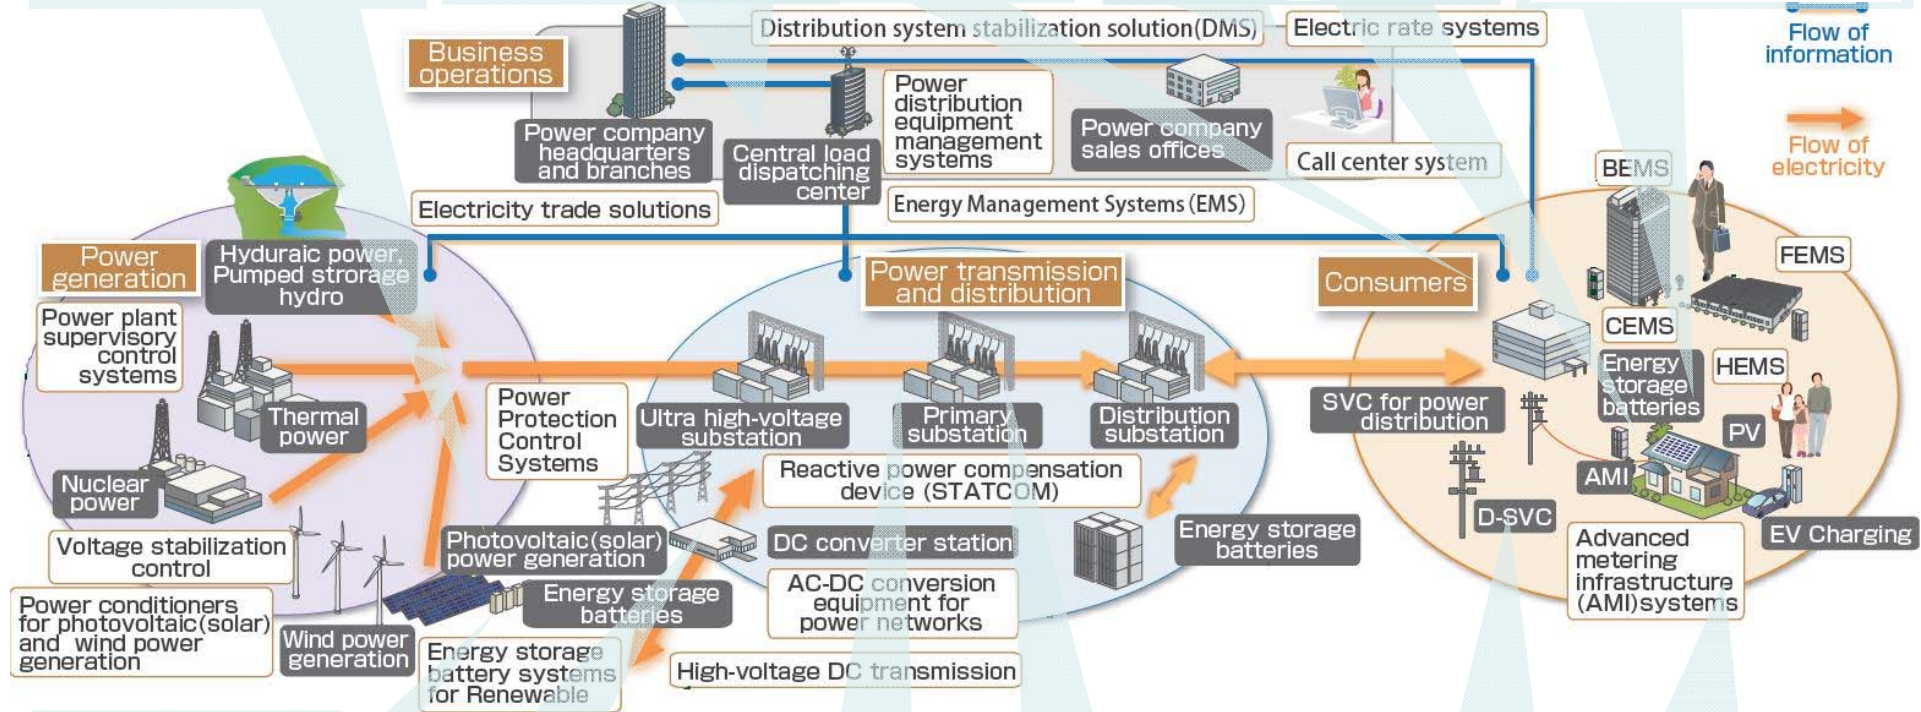 Distribution system stabilization solution(DMS)
Electric rate systems
Flow of
information
Business
operations
Power
distribution
equipment
management
systems
Power company
headquarters
and branches
Central load
dispatching
center
Power company
sales offices
Call center system
Flow of
electricity
Electricity trade solutions
Energy Management Systems (EMS)
BEMS
FEMS
Power
generation
Hyduraic power,
Pumped strorage
hydro
Power transmission
and distribution
Consumers
Power plant
supervisory
control
systems
CEMS
Energy
storage
batteries
HEMS
Thermal
power
Power
Protection
Control
Systems
Ultra high-voltage
substation
Primary
substation
Distribution
substation
SVC for power
distribution
PV
Nuclear
power
Reactive power compensation
device (STATCOM)
AMI
D-SVC
EV Charging
Voltage stabilization
control
Photovoltaic(solar)
power generation
DC converter station
Energy storage
batteries
Advanced
metering
infrastructure
(AMI)systems
Power conditioners
for photovoltaic(solar)
and wind power
generation
Wind power
generation
Energy storage
batteries
AC-DC conversion
equipment for
power networks
Energy storage
battery systems
for Renewable
High-voltage DC transmission